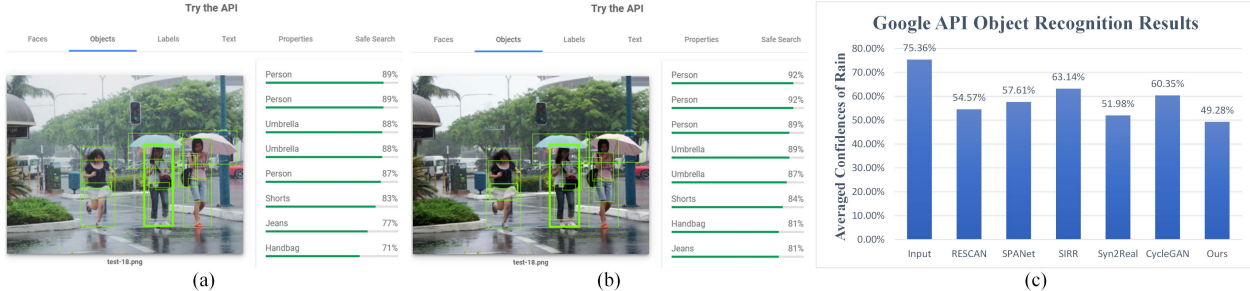 Try the API
Faces Objects Labels Text Properties Safe Search
Person 89%
Person 89%
Umbrella 88%
Umbrella 88%
Person 87%
Shorts 83%
Jeans 77%
Handbag 71%
test-18.png
(a)
Try the API
Faces Objects Labels Text Properties Safe Search
Person 92%
Person 92%
Person 89%
Umbrella 89%
Umbrella 87%
Shorts 84%
Handbag 81%
Jeans 81%
test-18.png
(b)
Google API Object Recognition Results
Averaged Confidences of Rain
80.00%
70.00%
60.00%
50.00%
40.00%
30.00%
20.00%
10.00%
0.00%
75.36%
54.57%
57.61%
63.14%
51.98%
60.35%
49.28%
Input RESCAN SPANet SIRR Syn2Real CycleGAN Ours
(c)